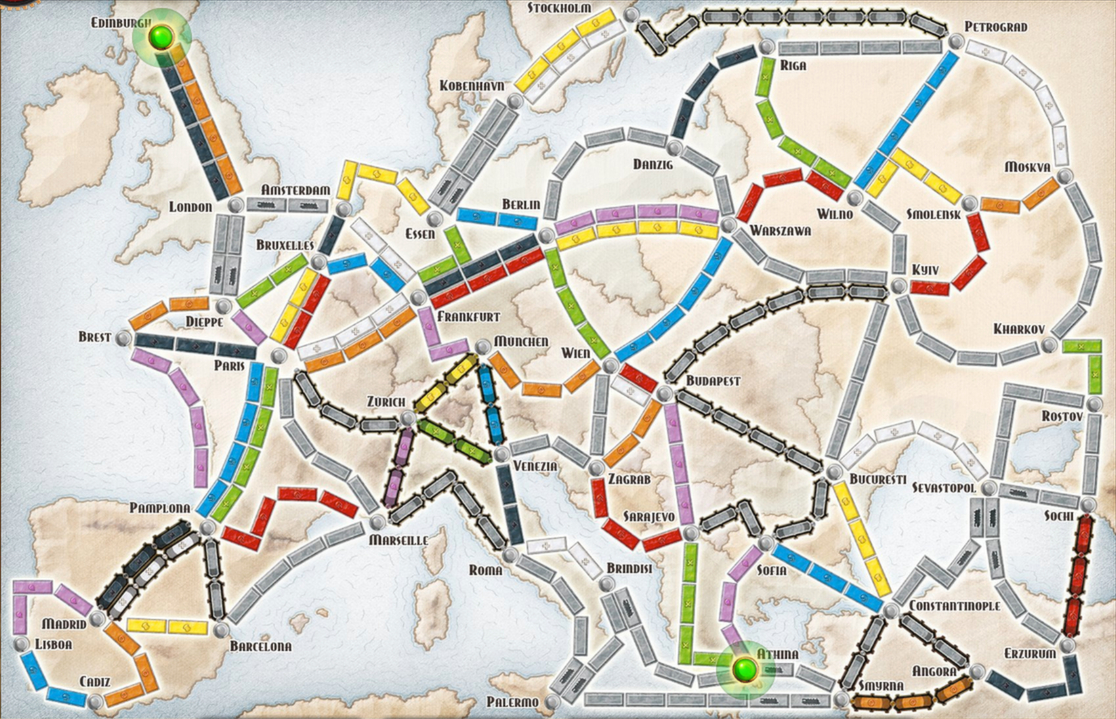 EDINBURGH
STOCKHOLM
PETROGRAD
KOBENHAVN
RIGA
DANZIG
MOSKVA
AMSTERDAM
LONDON
BERLIN
WILNO
SMOLENSK
ESSEN
WARSZAWA
BRUXELLES
KYIV
DIEPPE
FRANKFURT
BREST
KHARKOV
MÜNCHEN
PARIS
WIEN
BUDAPEST
ZÜRICH
ROSTOV
VENEZIA
ZAGRAB
BUCURESTI
SEVASTOPOL
PAMPLONA
SARAJEVO
SOCHI
MARSEILLE
ROMA
BRINDISI
SOFIA
CONSTANTINOPLE
MADRID
LISBOA
BARCELONA
ATHINA
ERZURUM
ANGORA
CADIZ
SMYRNA
PALERMO